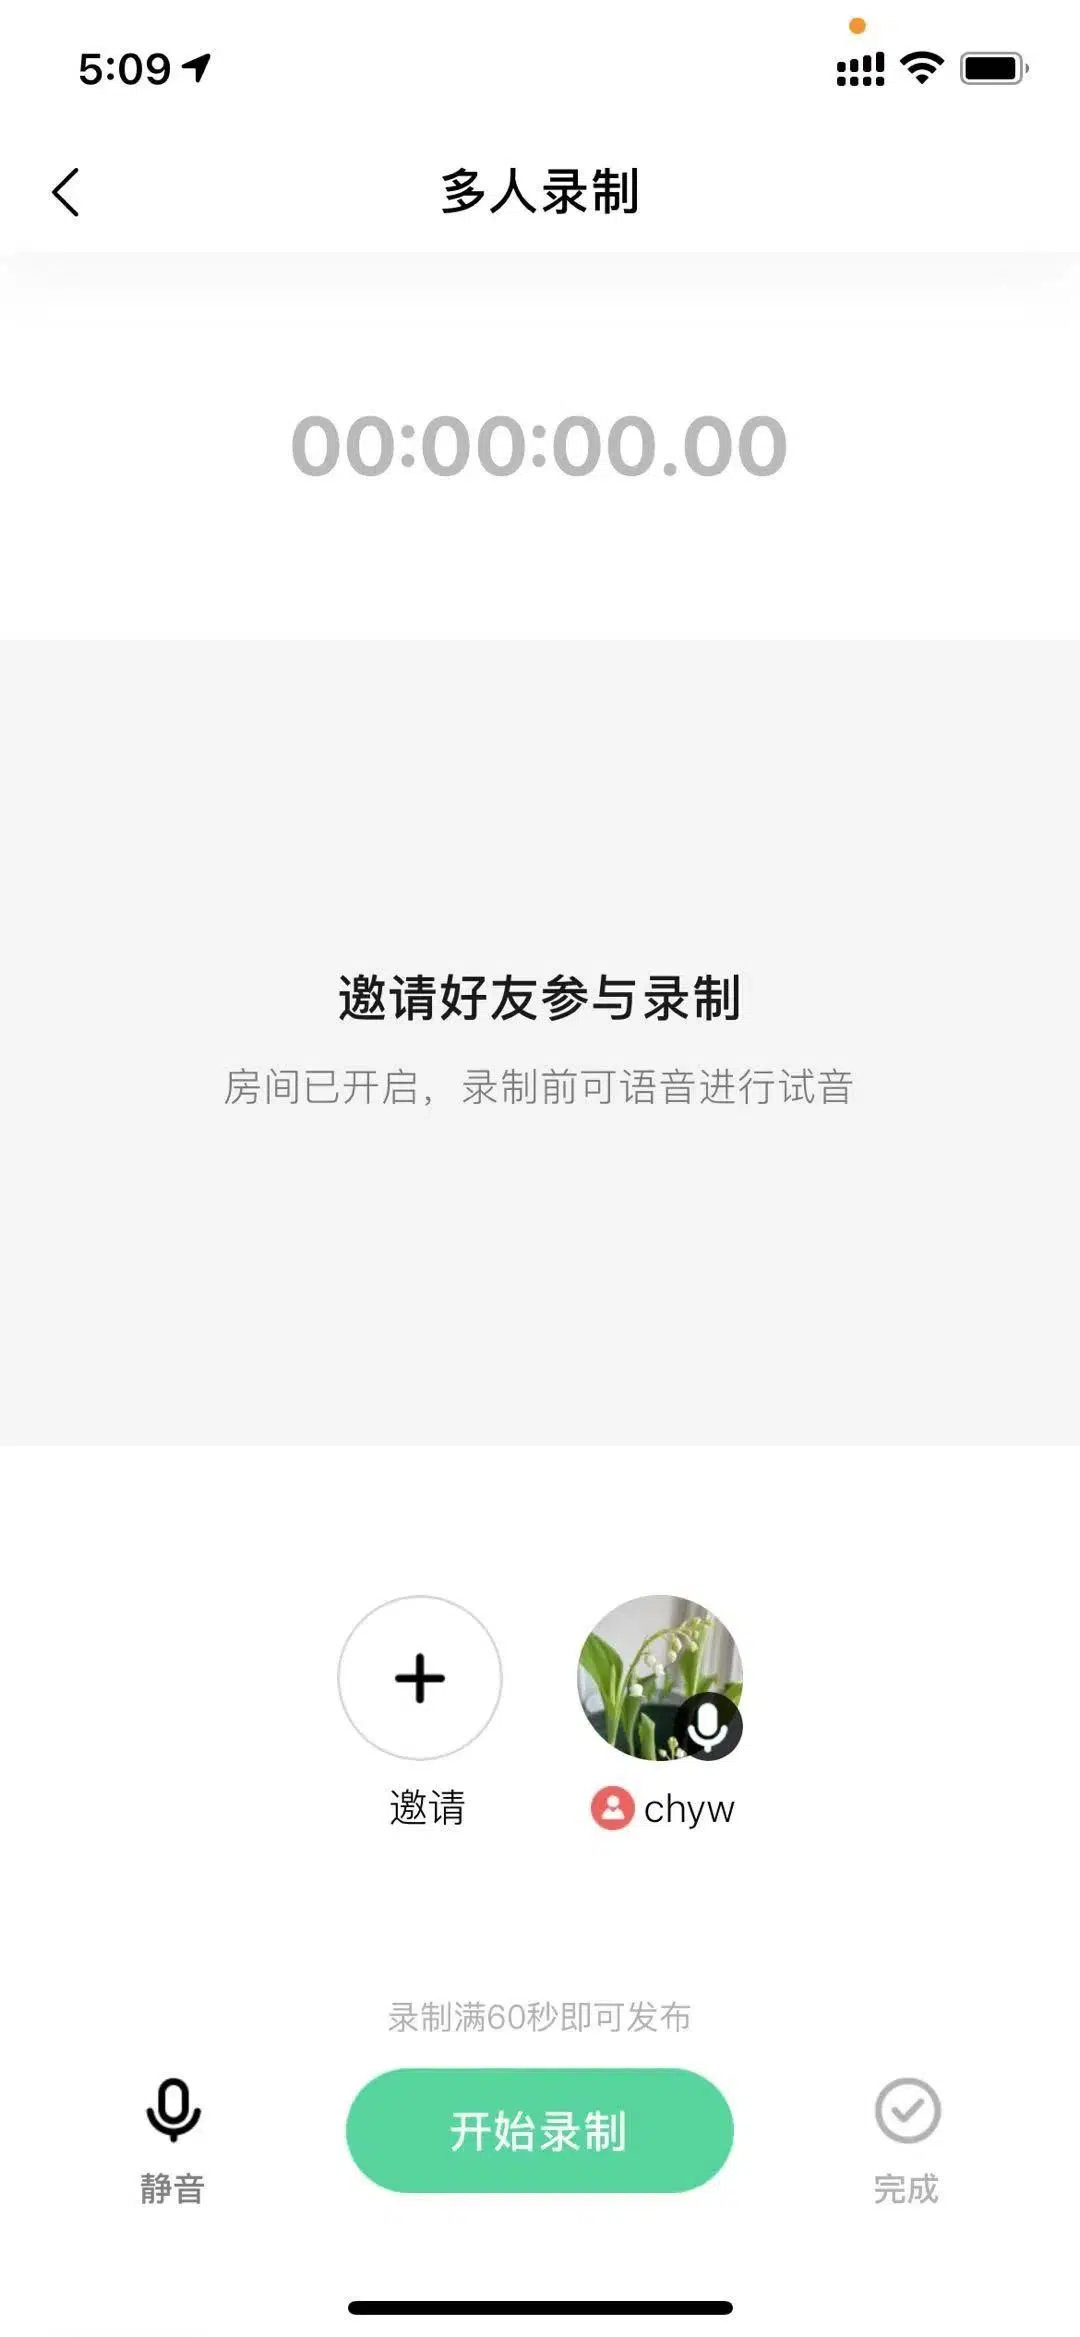 5:09
多人录制
00:00:00.00
邀请好友参与录制
房间已开启，录制前可语音进行试音
邀请
chyw
录制满60秒即可发布
开始录制
静音
完成